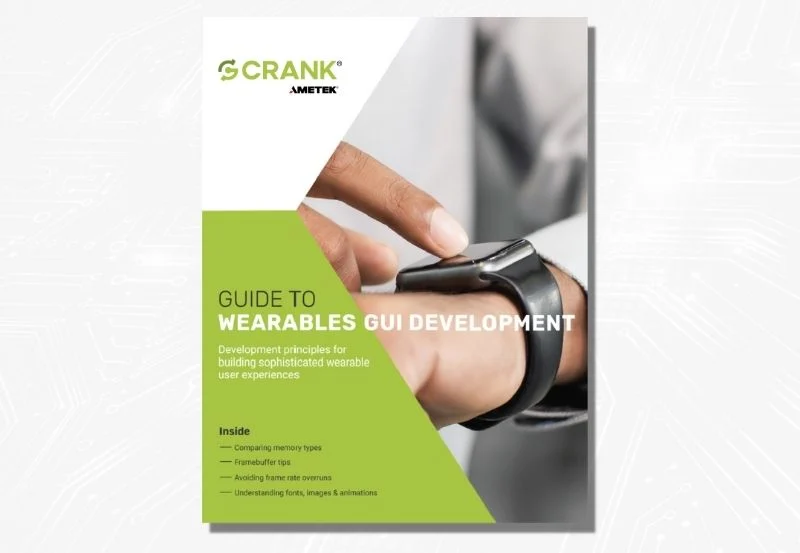 CRANK®
AMETEK®
GUIDE TO
WEARABLES GUI DEVELOPMENT
Development principles for
building sophisticated wearable
user experiences
Inside
— Comparing memory types
— Framebuffer tips
— Avoiding frame rate overruns
— Understanding fonts, images & animations